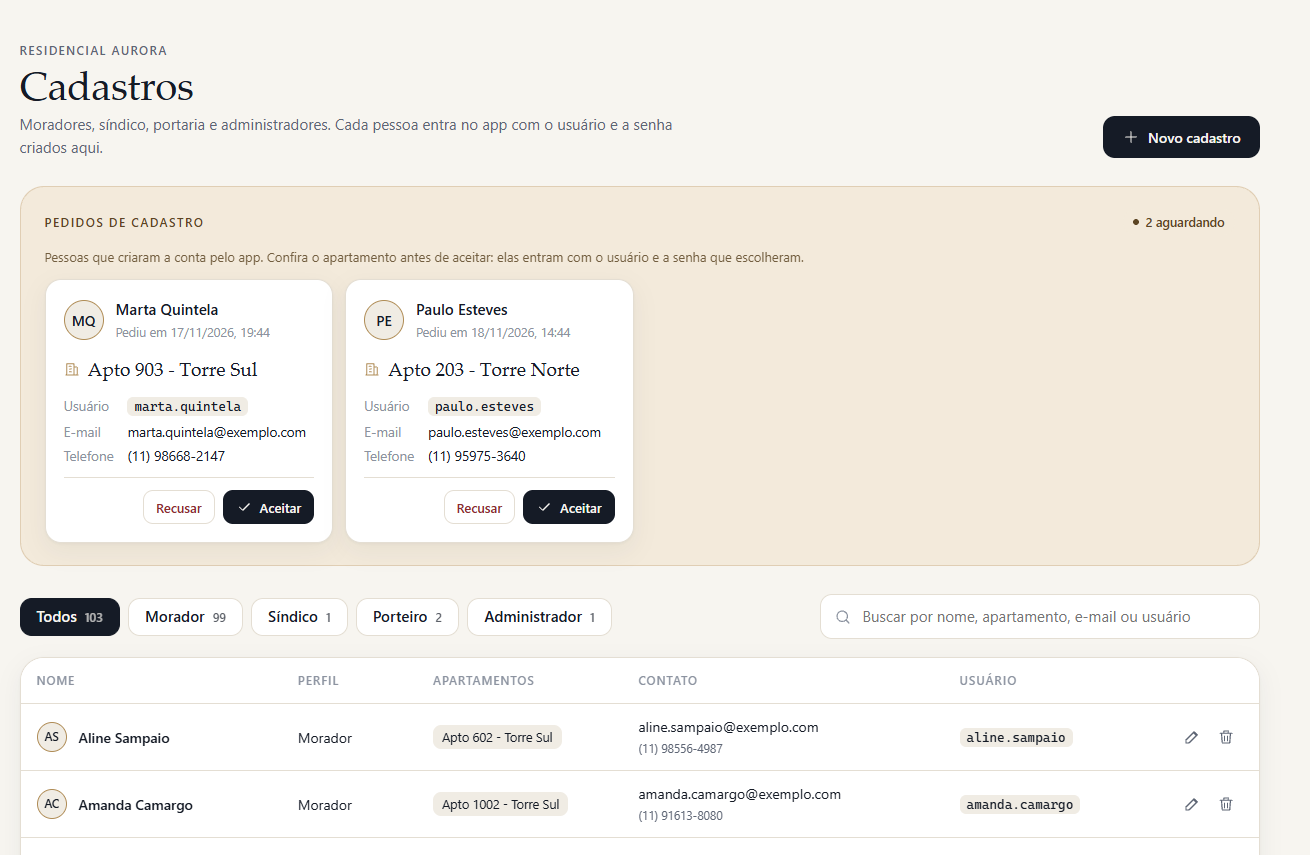 RESIDENCIAL AURORA
Cadastros
Moradores, síndico, portaria e administradores. Cada pessoa entra no app com o usuário e a senha
criados aqui.
Novo cadastro
PEDIDOS DE CADASTRO
2 aguardando
Pessoas que criaram a conta pelo app. Confira o apartamento antes de aceitar: elas entram com o usuário e a senha que escolheram.
MQ
Marta Quintela
Pediu em 17/11/2026, 19:44
Apto 903 - Torre Sul
Usuário marta.quintela
E-mail marta.quintela@exemplo.com
Telefone (11) 98668-2147
Recusar Aceitar
PE
Paulo Esteves
Pediu em 18/11/2026, 14:44
Apto 203 - Torre Norte
Usuário paulo.esteves
E-mail paulo.esteves@exemplo.com
Telefone (11) 95975-3640
Recusar Aceitar
Todos 103 Morador 99 Síndico 1 Porteiro 2 Administrador 1
Buscar por nome, apartamento, e-mail ou usuário
NOME PERFIL APARTAMENTOS CONTATO USUÁRIO
AS Aline Sampaio Morador Apto 602 - Torre Sul aline.sampaio@exemplo.com aline.sampaio
(11) 98556-4987
AC Amanda Camargo Morador Apto 1002 - Torre Sul amanda.camargo@exemplo.com amanda.camargo
(11) 91613-8080